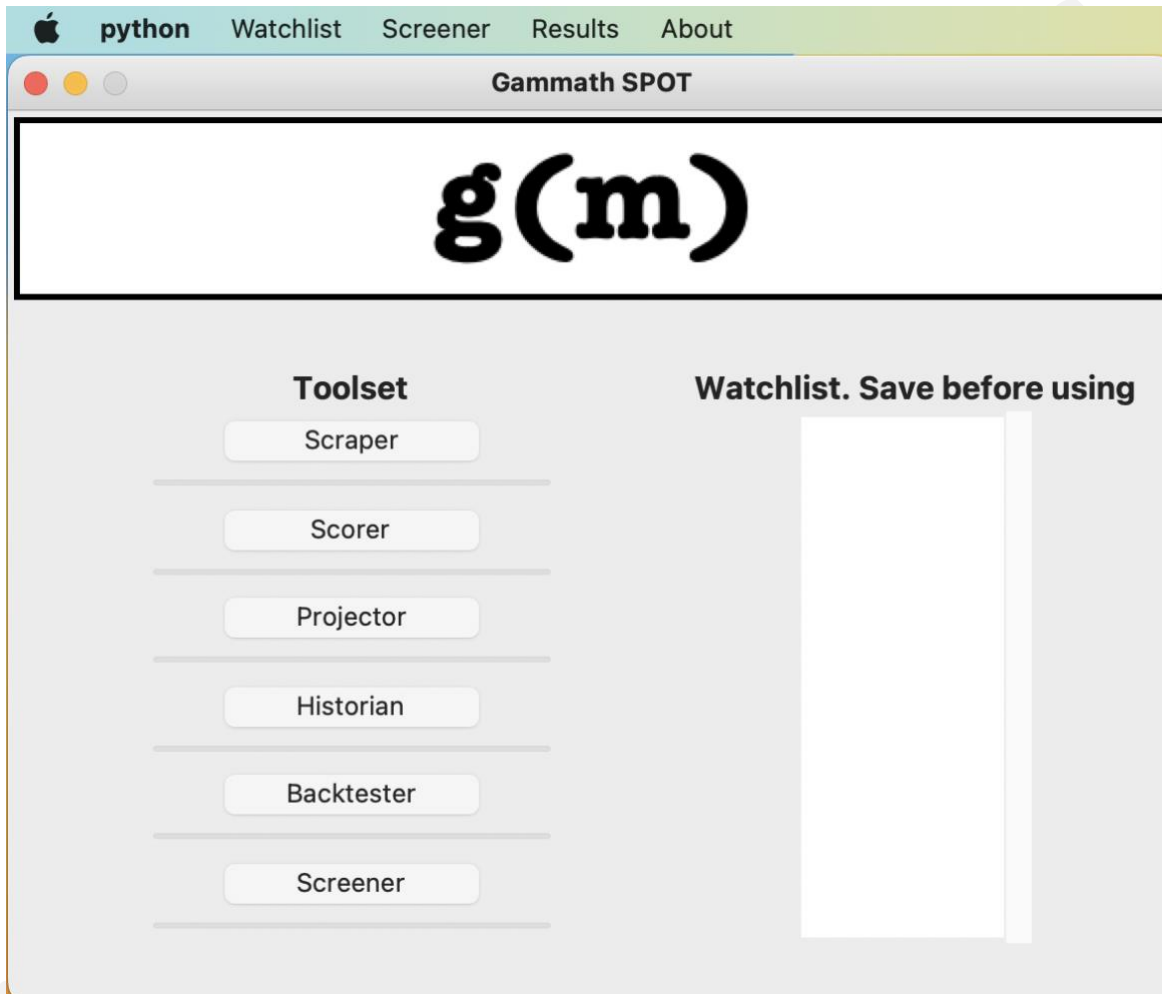 python Watchlist Screener Results About
Gammath SPOT
g(m)
Toolset
Scraper
Scorer
Projector
Historian
Backtester
Screener
Watchlist. Save before using